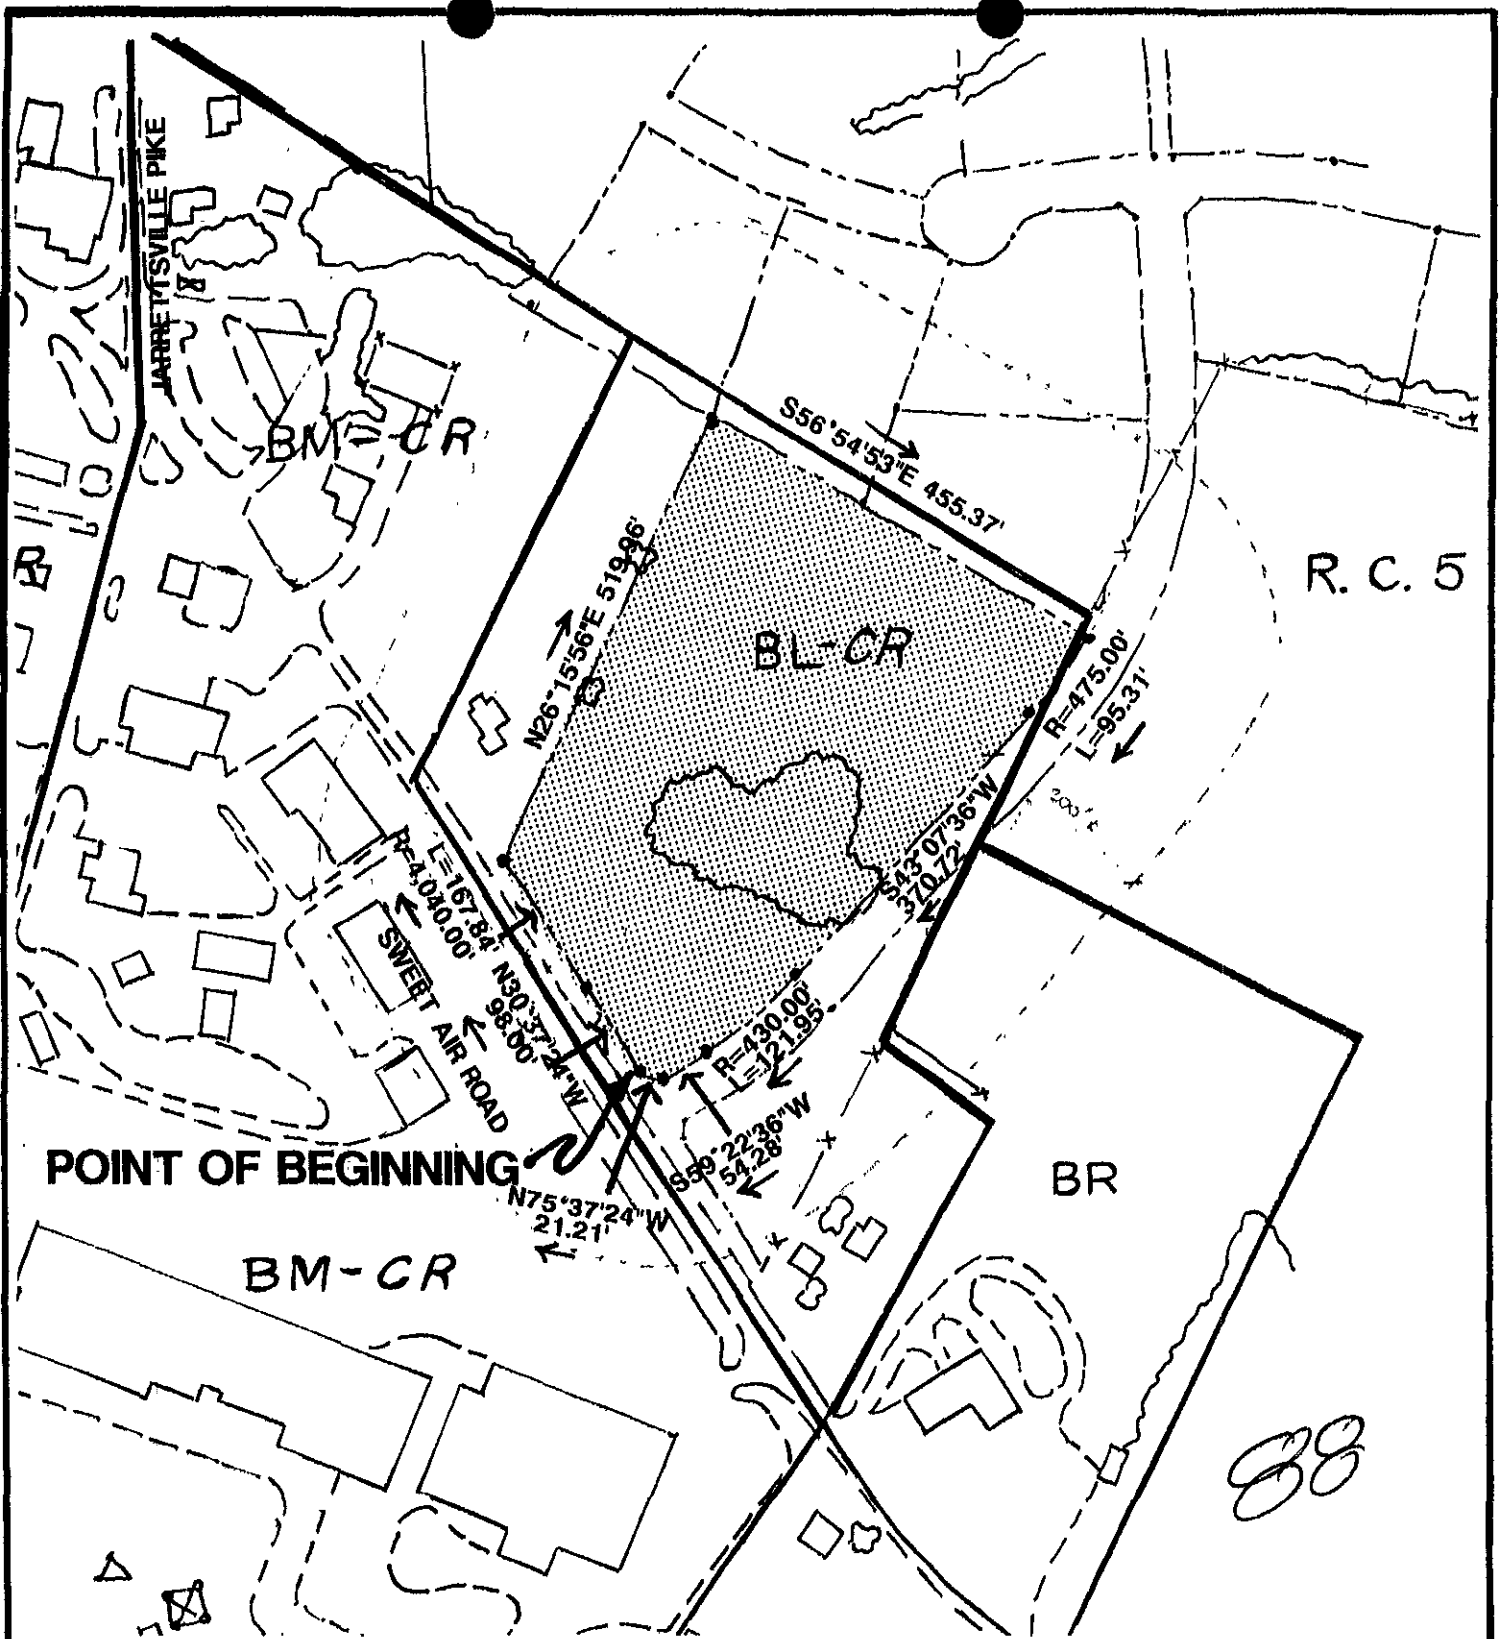 JARRETTSVILLE PIKE
BM-CR
S56°54'53"E 455.37'
R. C. 5
N26°15'56"E 519.96'
BL-CR
R=475.00'
L=95.31'
200'±
S43°07'36"W
370.72'
L=167.84'
R=4,040.00'
SWEET AIR ROAD
N30°37'24"W
98.00'
R=430.00'
L=121.95'
POINT OF BEGINNING
S59°22'36"W
54.28'
N75°37'24"W
21.21'
BR
BM-CR